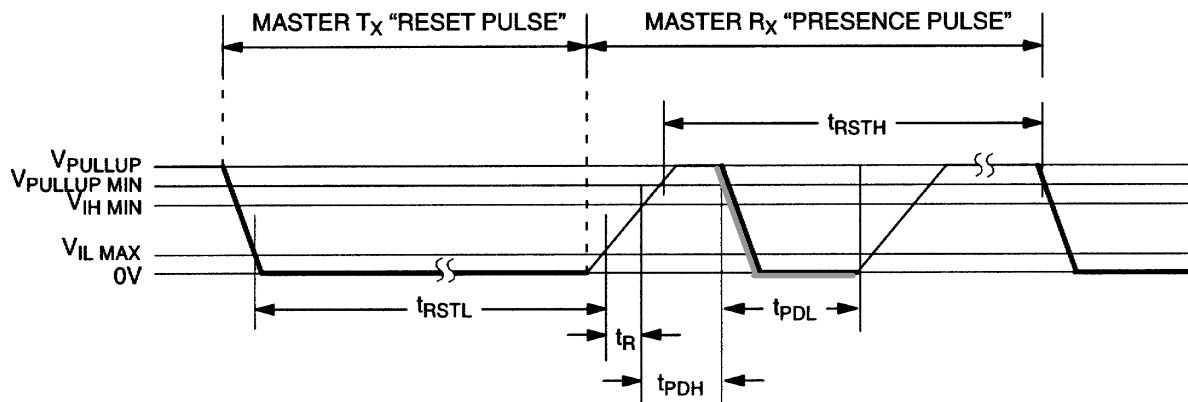 MASTER TX “RESET PULSE”
MASTER RX “PRESENCE PULSE”
tRSTH
VPULLUP
VPULLUP MIN
VIH MIN
VIL MAX
0V
tRSTL
tPDL
tR
tPDH